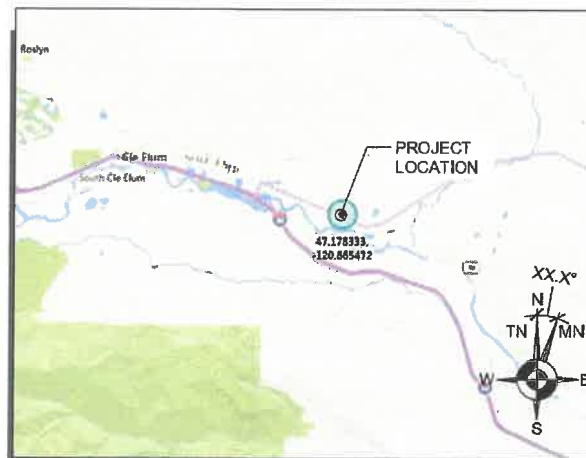 Roslyn
Cle Elum
South Cle Elum
PROJECT
LOCATION
47.178333,
-120.865472
XX.X°
N
TN
MN
W
E
S